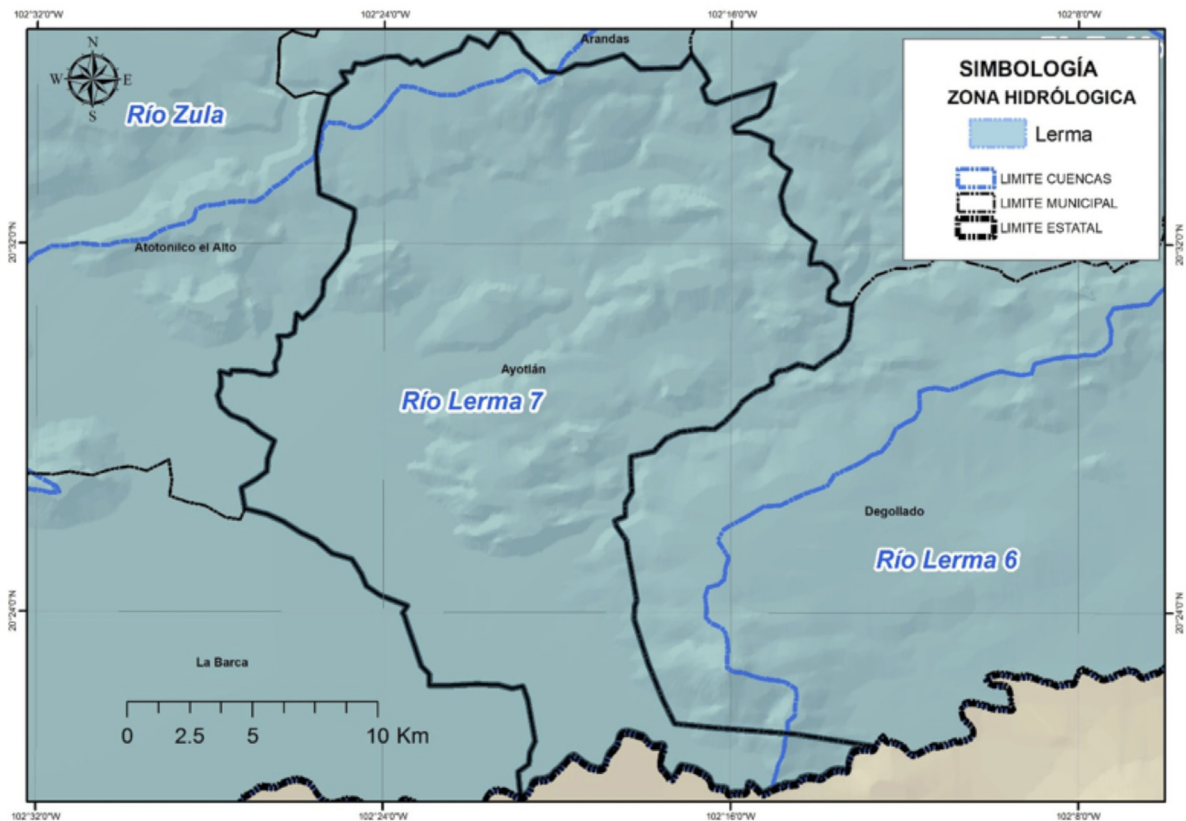 102°32'0"W 102°24'0"W 102°16'0"W 102°8'0"W
N
W E
S
Arandas
Río Zula
SIMBOLOGÍA
ZONA HIDRÓLOGICA
Lerma
LIMITE CUENCAS
LIMITE MUNICIPAL
LIMITE ESTATAL
20°32'0"N
20°32'0"N
Atotonilco el Alto
Ayotlán
Río Lerma 7
Degollado
Río Lerma 6
20°24'0"N
20°24'0"N
La Barca
0 2.5 5 10 Km
102°32'0"W 102°24'0"W 102°16'0"W 102°8'0"W